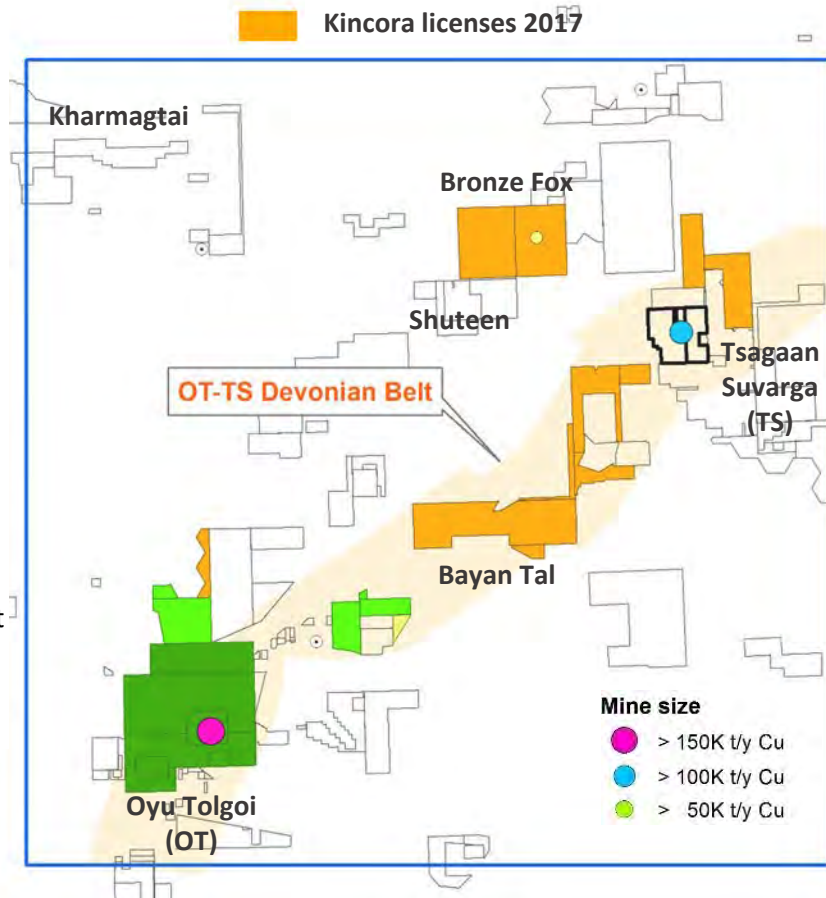 Kincora licenses 2017
Kharmagtai
Bronze Fox
Shuteen
OT-TS Devonian Belt
Tsagaan
Suvarga
(TS)
Bayan Tal
Mine size
> 150K t/y Cu
> 100K t/y Cu
> 50K t/y Cu
Oyu Tolgoi
(OT)